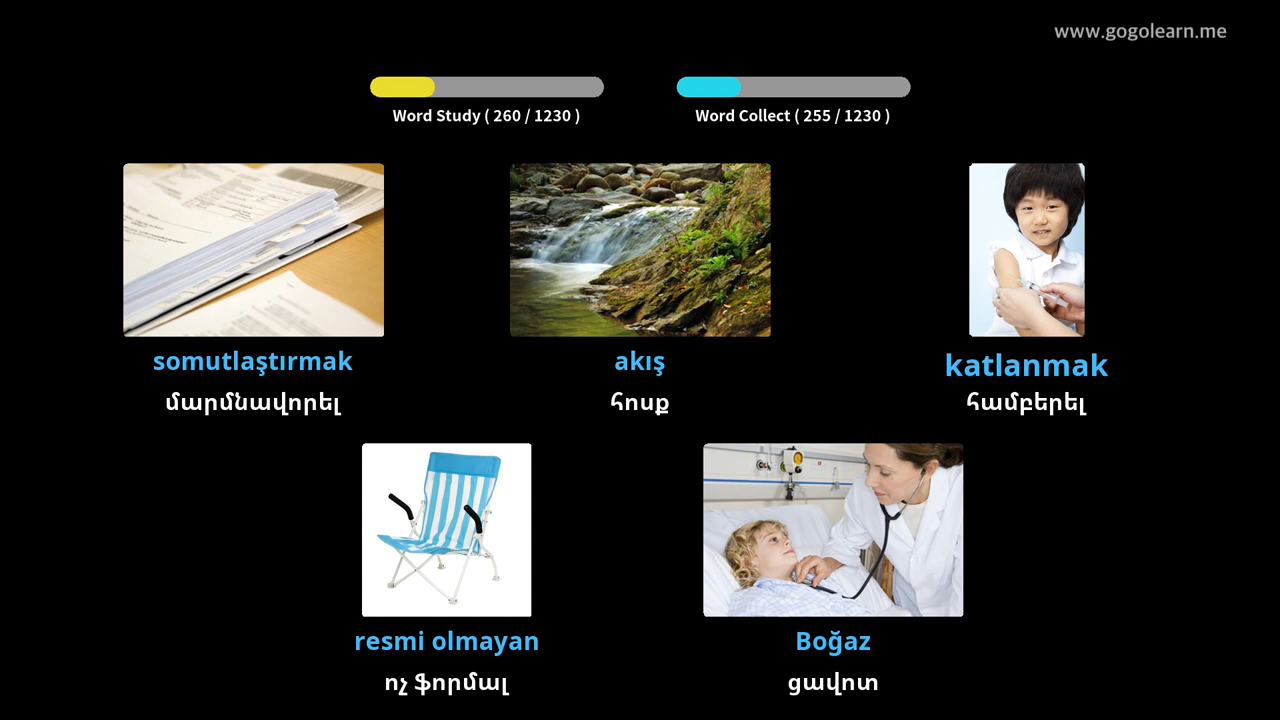 www.gogolearn.me
Word Study ( 260 / 1230 )
Word Collect ( 255 / 1230 )
somutlaştırmak
մարմնավորել
akış
հոսք
katlanmak
համբերել
resmi olmayan
ոչ ֆորմալ
Boğaz
ցավոտ